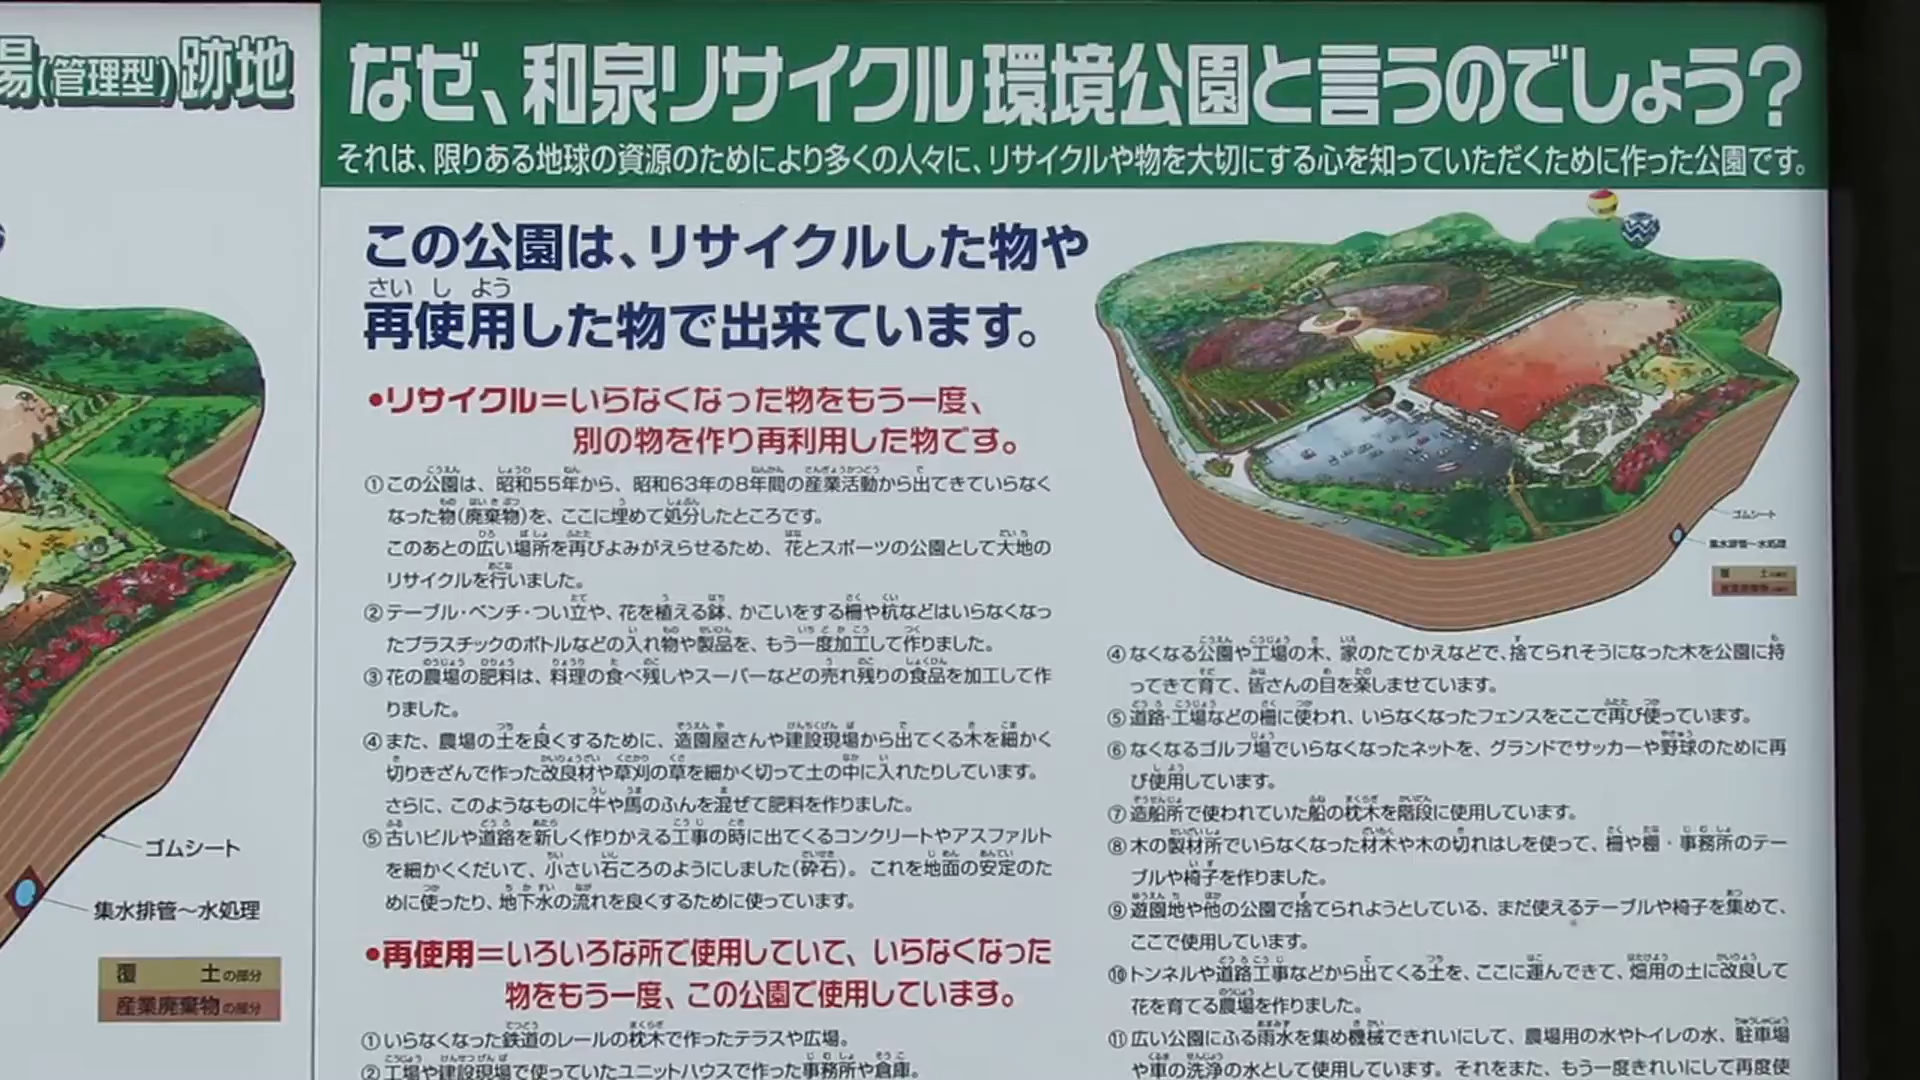 場(管理型)跡地
ゴムシート
集水排管～水処理
覆 土の部分
産業廃棄物の部分
なぜ、和泉リサイクル環境公園と言うのでしょう?
それは、限りある地球の資源のためにより多くの人々に、リサイクルや物を大切にする心を知っていただくために作った公園です。
この公園は、リサイクルした物や
さいしよう
再使用した物で出来ています。
•リサイクル＝いらなくなった物をもう一度、
別の物を作り再利用した物です。
①この公園は、昭和55年から、昭和63年の8年間の産業活動から出てきていらなく
なった物(廃棄物)を、ここに埋めて処分したところです。
このあとの広い場所を再びよみがえらせるため、花とスポーツの公園として大地の
リサイクルを行いました。
②テーブル・ベンチ・つい立や、花を植える鉢、かこいをする柵や杭などはいらなくなっ
たプラスチックのボトルなどの入れ物や製品を、もう一度加工して作りました。
③花の農場の肥料は、料理の食べ残しやスーパーなどの売れ残りの食品を加工して作
りました。
④また、農場の土を良くするために、造園屋さんや建設現場から出てくる木を細かく
切りきざんで作った改良材や草刈の草を細かく切って土の中に入れたりしています。
さらに、このようなものに牛や馬のふんを混ぜて肥料を作りました。
⑤古いビルや道路を新しく作りかえる工事の時に出てくるコンクリートやアスファルト
を細かくくだいて、小さい石ころのようにしました(砕石)。これを地面の安定のた
めに使ったり、地下水の流れを良くするために使っています。
•再使用＝いろいろな所で使用していて、いらなくなった
物をもう一度、この公園で使用しています。
①いらなくなった鉄道のレールの枕木で作ったテラスや広場。
②工場や建設現場で使っていたユニットハウスで作った事務所や倉庫。
ゴムシート
集水排管～水処理
覆 土
④なくなる公園や工場の木、家のたてかえなどで、捨てられそうになった木を公園に持
ってきて育て、皆さんの目を楽しませています。
⑤道路・工場などの柵に使われ、いらなくなったフェンスをここで再び使っています。
⑥なくなるゴルフ場でいらなくなったネットを、グランドでサッカーや野球のために再
び使用しています。
⑦造船所で使われていた船の枕木を階段に使用しています。
⑧木の製材所でいらなくなった材木や木の切れはしを使って、柵や棚・事務所のテー
ブルや椅子を作りました。
⑨遊園地や他の公園で捨てられようとしている、まだ使えるテーブルや椅子を集めて、
ここで使用しています。
⑩トンネルや道路工事などから出てくる土を、ここに運んできて、畑用の土に改良して
花を育てる農場を作りました。
⑪広い公園にふる雨水を集め機械できれいにして、農場用の水やトイレの水、駐車場
や車の洗浄の水として使用しています。それをまた、もう一度きれいにして再度使